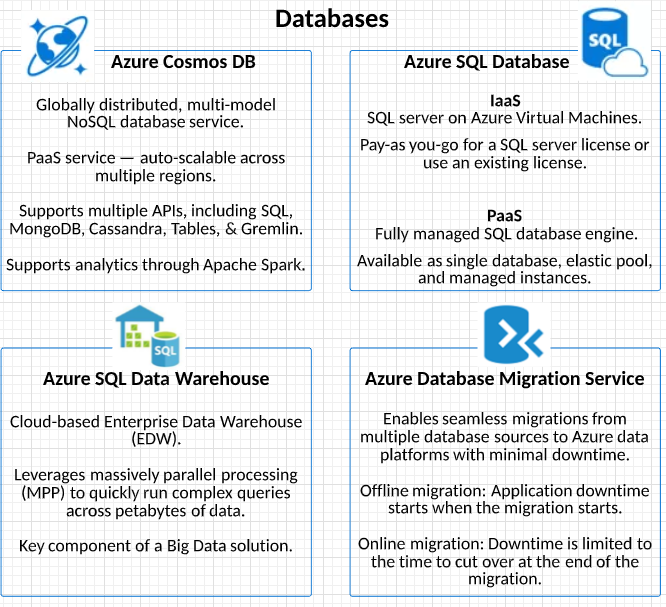 Databases
Azure Cosmos DB
Globally distributed, multi-model
NoSQL database service.
PaaS service — auto-scalable across
multiple regions.
Supports multiple APIs, including SQL,
MongoDB, Cassandra, Tables, & Gremlin.
Supports analytics through Apache Spark.
SQL
Azure SQL Database
IaaS
SQL server on Azure Virtual Machines.
Pay-as you-go for a SQL server license or
use an existing license.
PaaS
Fully managed SQL database engine.
Available as single database, elastic pool,
and managed instances.
SQL
Azure SQL Data Warehouse
Cloud-based Enterprise Data Warehouse
(EDW).
Leverages massively parallel processing
(MPP) to quickly run complex queries
across petabytes of data.
Key component of a Big Data solution.
Azure Database Migration Service
Enables seamless migrations from
multiple database sources to Azure data
platforms with minimal downtime.
Offline migration: Application downtime
starts when the migration starts.
Online migration: Downtime is limited to
the time to cut over at the end of the
migration.